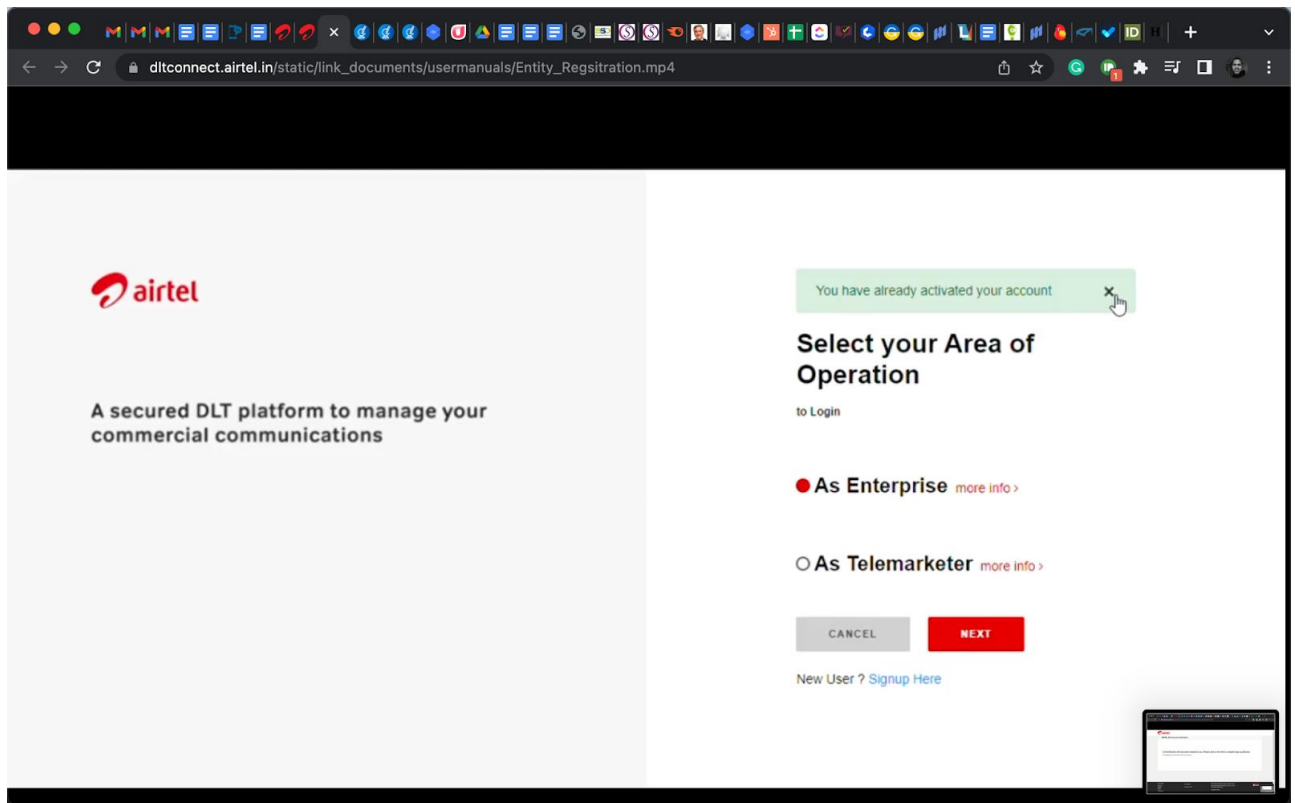 dltconnect.airtel.in/static/link_documents/usermanuals/Entity_Regsitration.mp4
airtel
A secured DLT platform to manage your
commercial communications
You have already activated your account
Select your Area of
Operation
to Login
As Enterprise more info >
As Telemarketer more info >
CANCEL NEXT
New User ? Signup Here